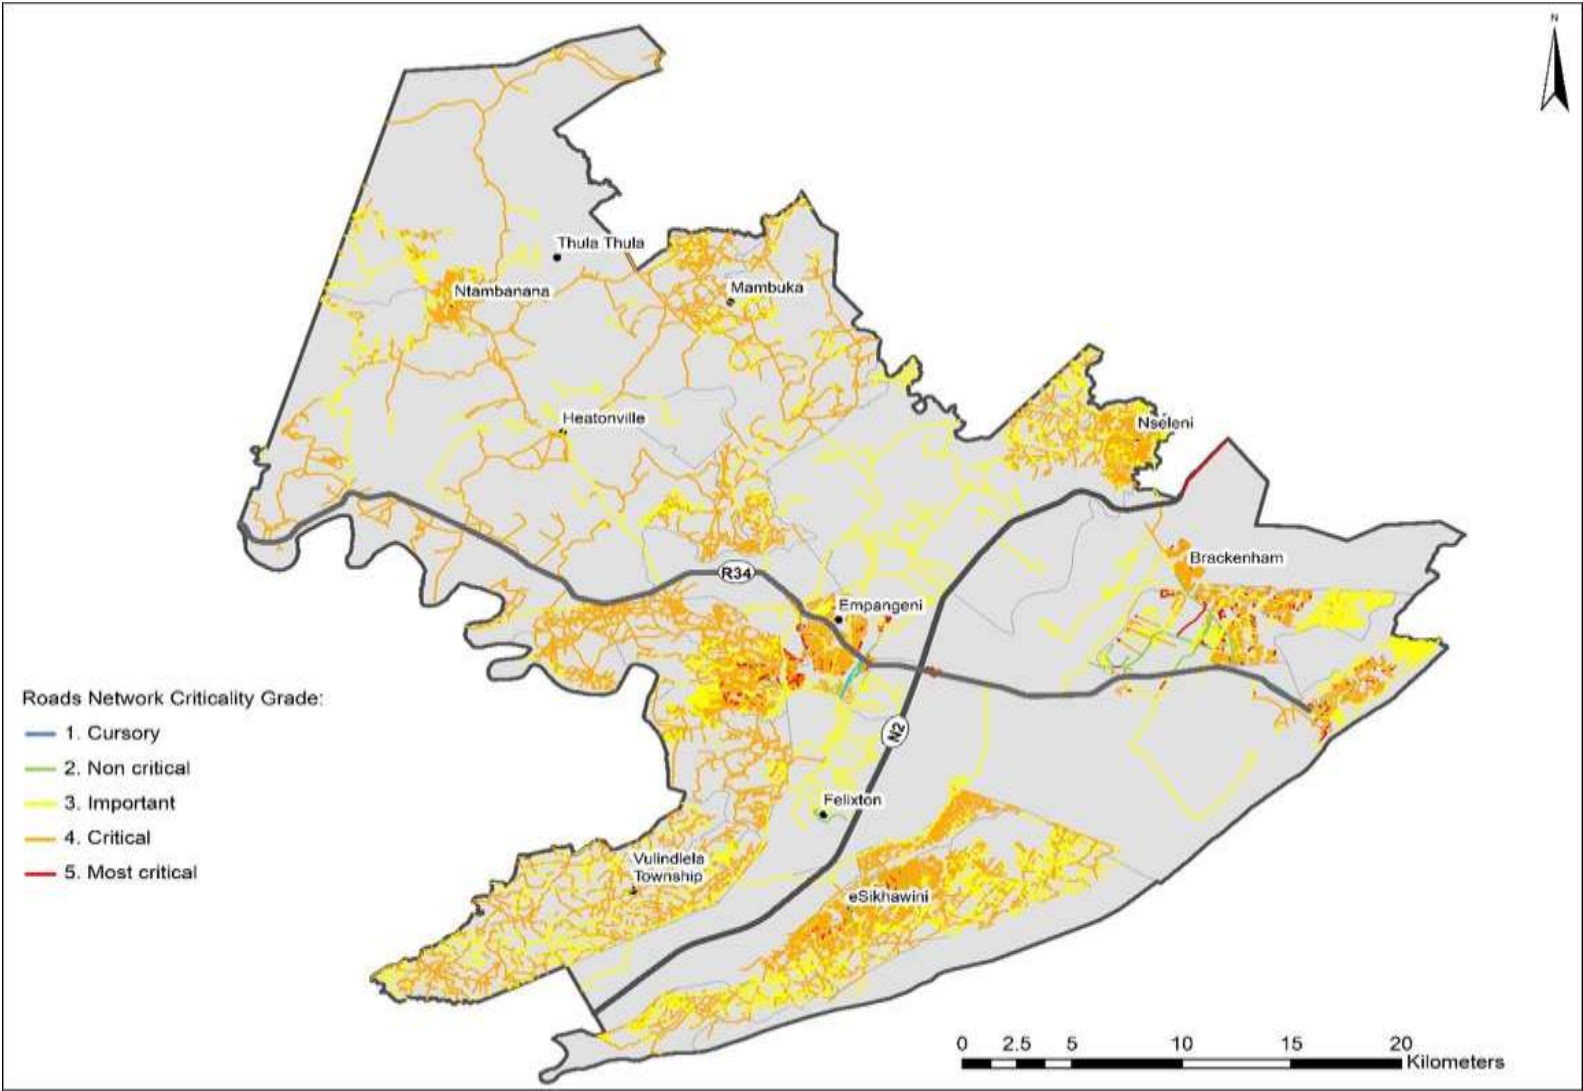 N
Thula Thula
Ntambanana
Mambuka
Heatonville
Nseleni
Brackenham
R34
Empangeni
N2
Felixton
Vulindlela
Township
eSikhawini
Roads Network Criticality Grade:
1. Cursory
2. Non critical
3. Important
4. Critical
5. Most critical
0 2.5 5 10 15 20
Kilometers